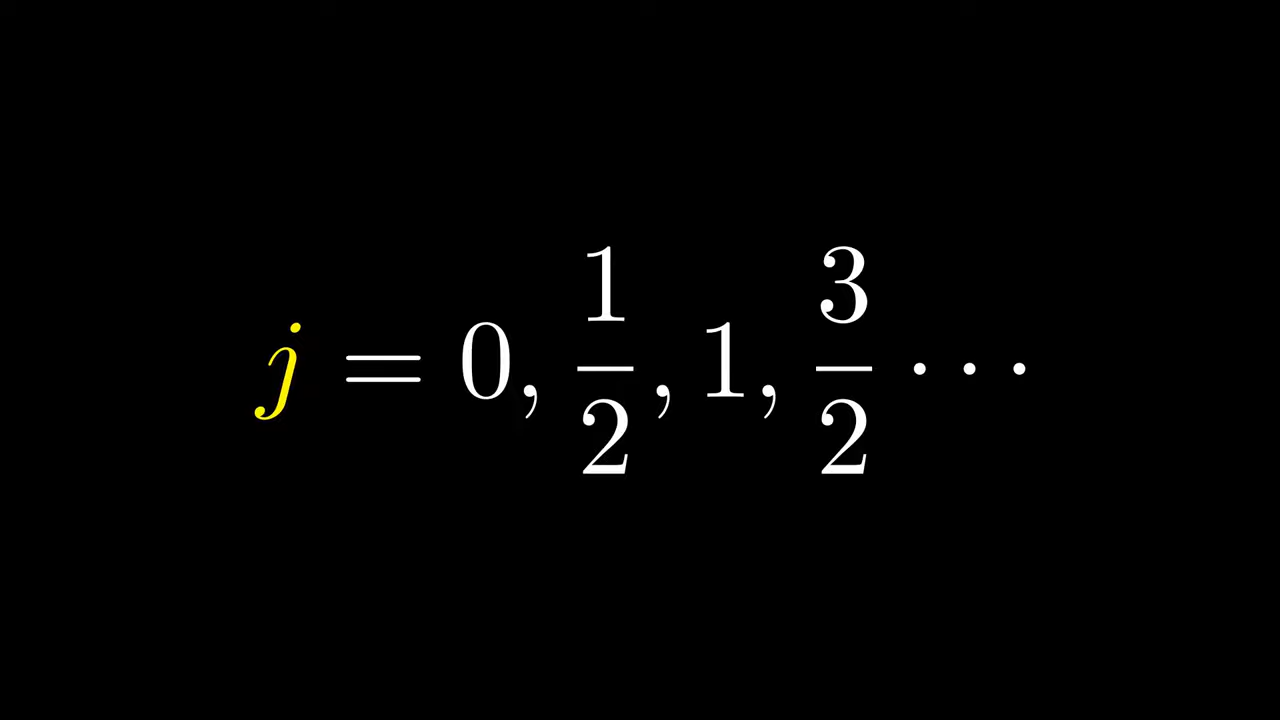 j = 0, 1/2, 1, 3/2 ⋯